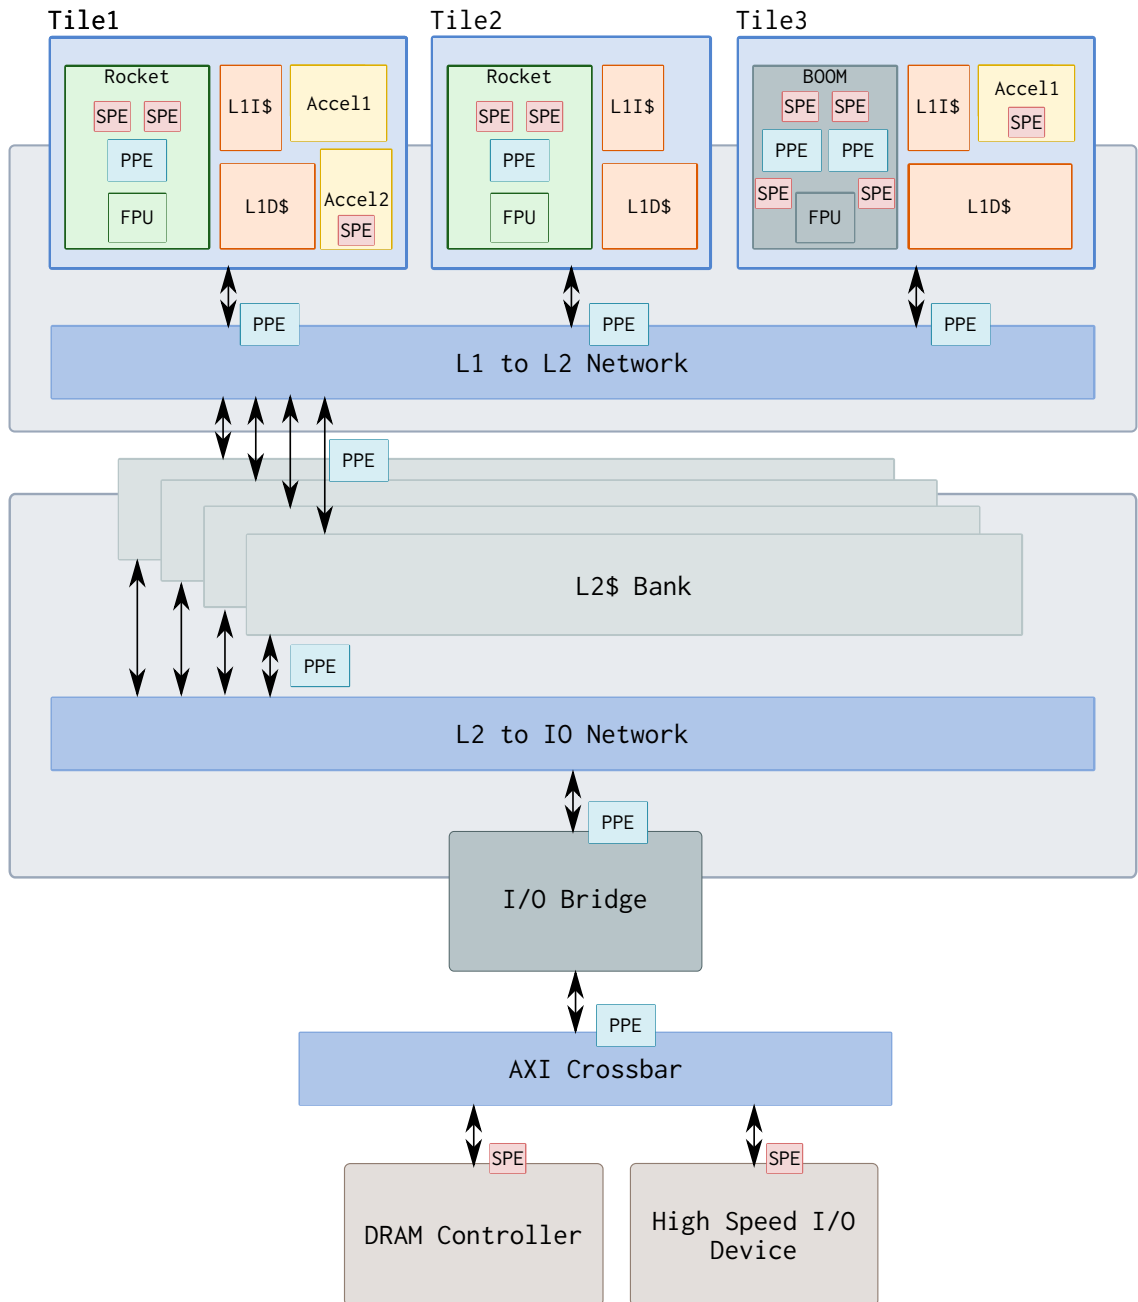 Tile1
Tile2
Tile3
Rocket
SPE SPE
PPE
FPU
L1I$
Accel1
L1D$
Accel2
SPE
Rocket
SPE SPE
PPE
FPU
L1I$
L1D$
BOOM
SPE SPE
PPE PPE
SPE SPE
FPU
L1I$
Accel1
SPE
L1D$
PPE
PPE
PPE
L1 to L2 Network
PPE
L2$ Bank
PPE
L2 to IO Network
PPE
I/O Bridge
PPE
AXI Crossbar
SPE
SPE
DRAM Controller
High Speed I/O
Device